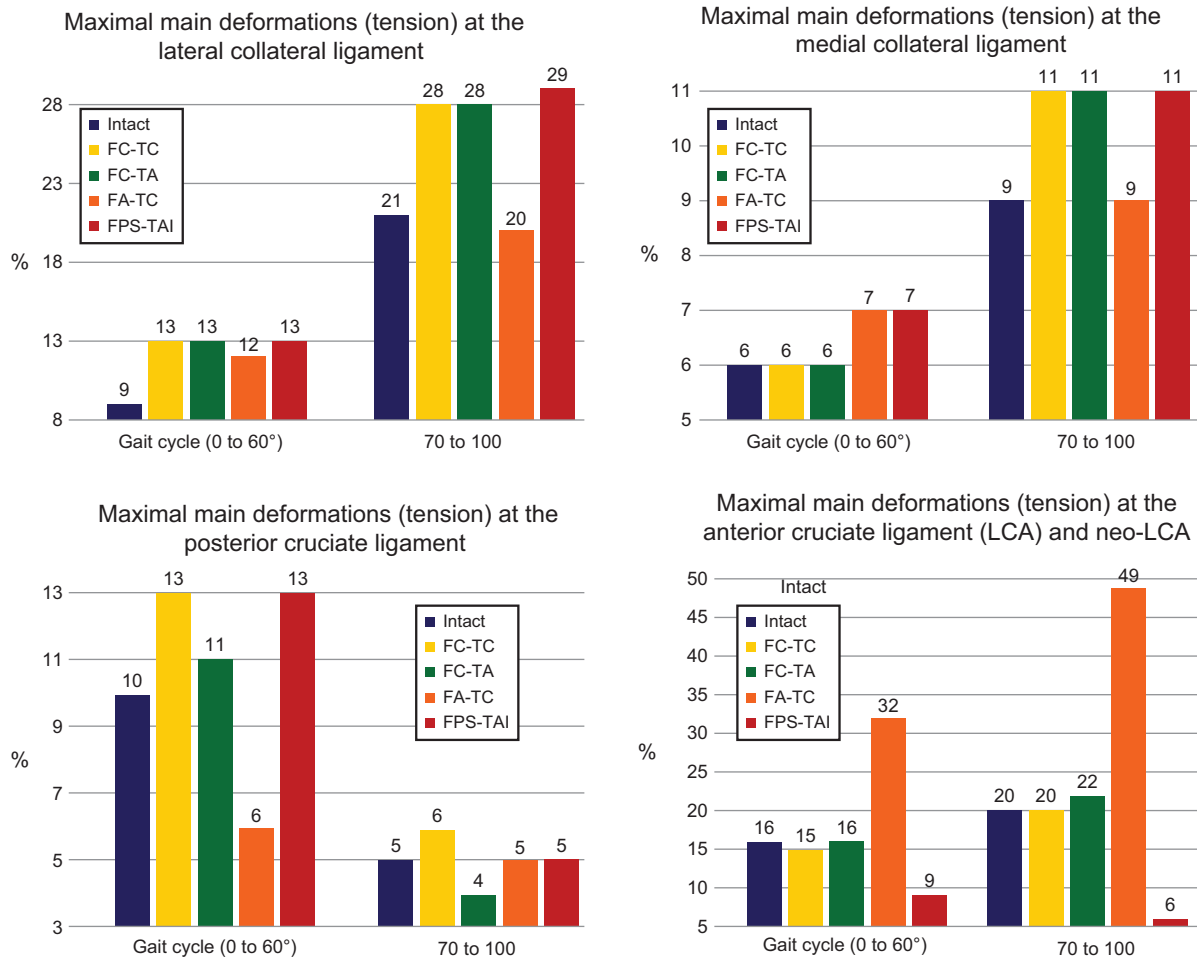 Maximal main deformations (tension) at the
lateral collateral ligament
28 28 29
28
Intact
FC-TC
FC-TA
FA-TC
FPS-TAI
23
21
20
%
18
13 13 12 13
13
9
8
Gait cycle (0 to 60°) 70 to 100
Maximal main deformations (tension) at the
medial collateral ligament
11 11 11
11
Intact
FC-TC
FC-TA
FA-TC
FPS-TAI
10
9 9
9
%
8
7 7
7
6 6 6
6
5
Gait cycle (0 to 60°) 70 to 100
Maximal main deformations (tension) at the
posterior cruciate ligament
13 13
13
Intact
FC-TC
FC-TA
FA-TC
FPS-TAI
11
11
10
9
%
7
6 6
5 5 5
5
4
3
Gait cycle (0 to 60°) 70 to 100
Maximal main deformations (tension) at the
anterior cruciate ligament (LCA) and neo-LCA
49
50
Intact
45
Intact
FC-TC
FC-TA
FA-TC
FPS-TAI
40
35
32
30
%
25
22
20 20
20
16 15 16
15
10
9
6
5
Gait cycle (0 to 60°) 70 to 100